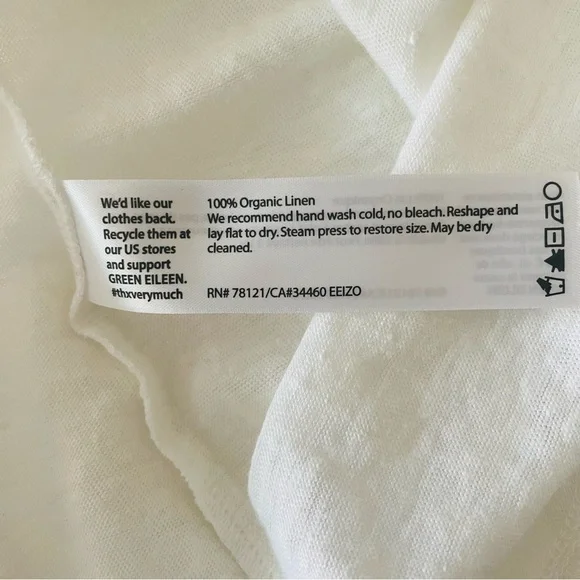 We'd like our
clothes back.
Recycle them at
our US stores
and support
GREEN EILEEN.
#thxverymuch
100% Organic Linen
We recommend hand wash cold, no bleach. Reshape and
lay flat to dry. Steam press to restore size. May be dry
cleaned.
RN# 78121/CA#34460 EEIZO